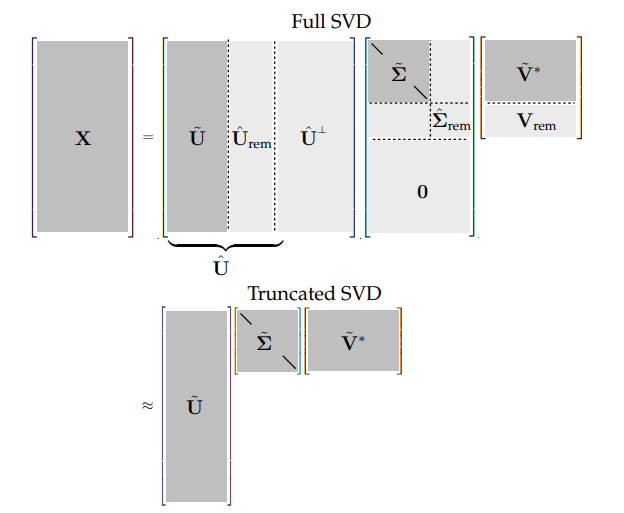 Full SVD
X = Ũ Û_rem Û^⊥ Σ̃ Σ̂_rem 0 Ṽ* V_rem
Û
Truncated SVD
≈ Ũ Σ̃ Ṽ*